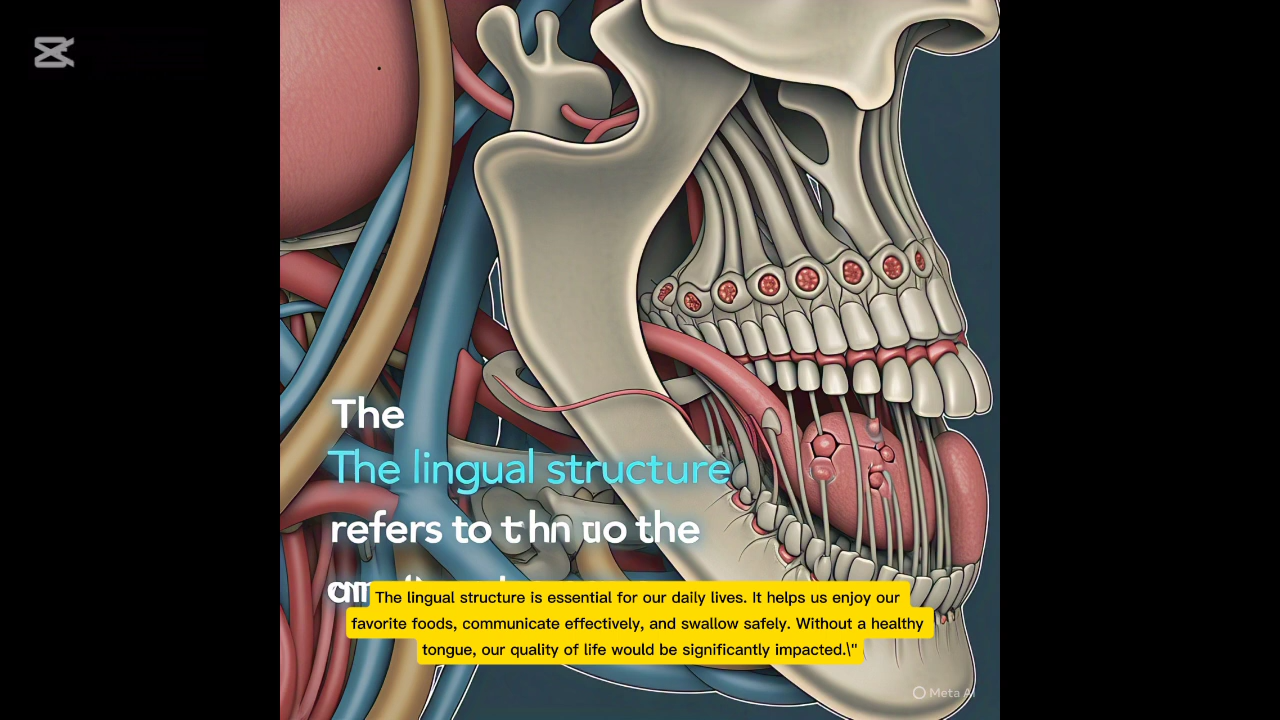 The
The lingual structure
refers to thn uo the
The lingual structure is essential for our daily lives. It helps us enjoy our
favorite foods, communicate effectively, and swallow safely. Without a healthy
tongue, our quality of life would be significantly impacted.\"
Meta AI